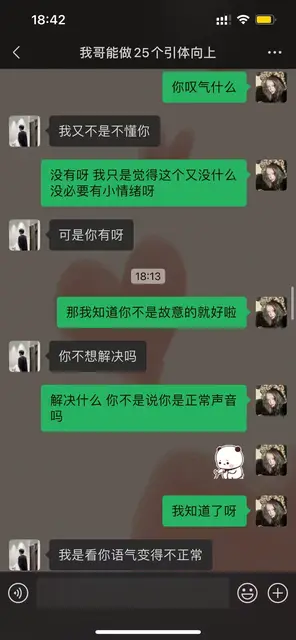 18:42
我哥能做25个引体向上
你叹气什么
我又不是不懂你
没有呀 我只是觉得这个又没什么
没必要有小情绪呀
可是你有呀
18:13
那我知道你不是故意的就好啦
你不想解决吗
解决什么 你不是说你是正常声音
吗
我知道了呀
我是看你语气变得不正常